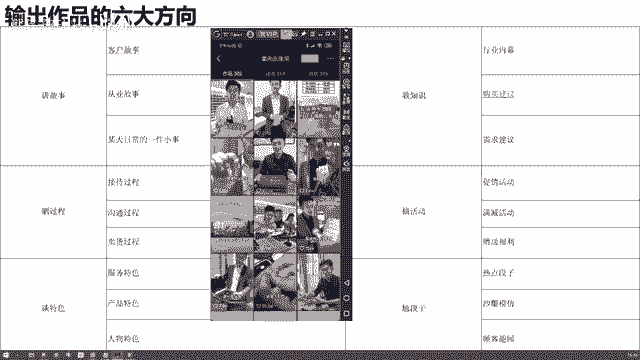 输出作品的六大方向
讲故事
客户故事
从业故事
某天日常的一件小事
晒过程
接待过程
沟通过程
卖货过程
谈特色
服务特色
产品特色
人物特色
教知识
行业内幕
购买建议
需求建议
搞活动
促销活动
满减活动
赠送福利
拍段子
热点段子
沙雕模仿
顾客趣闻